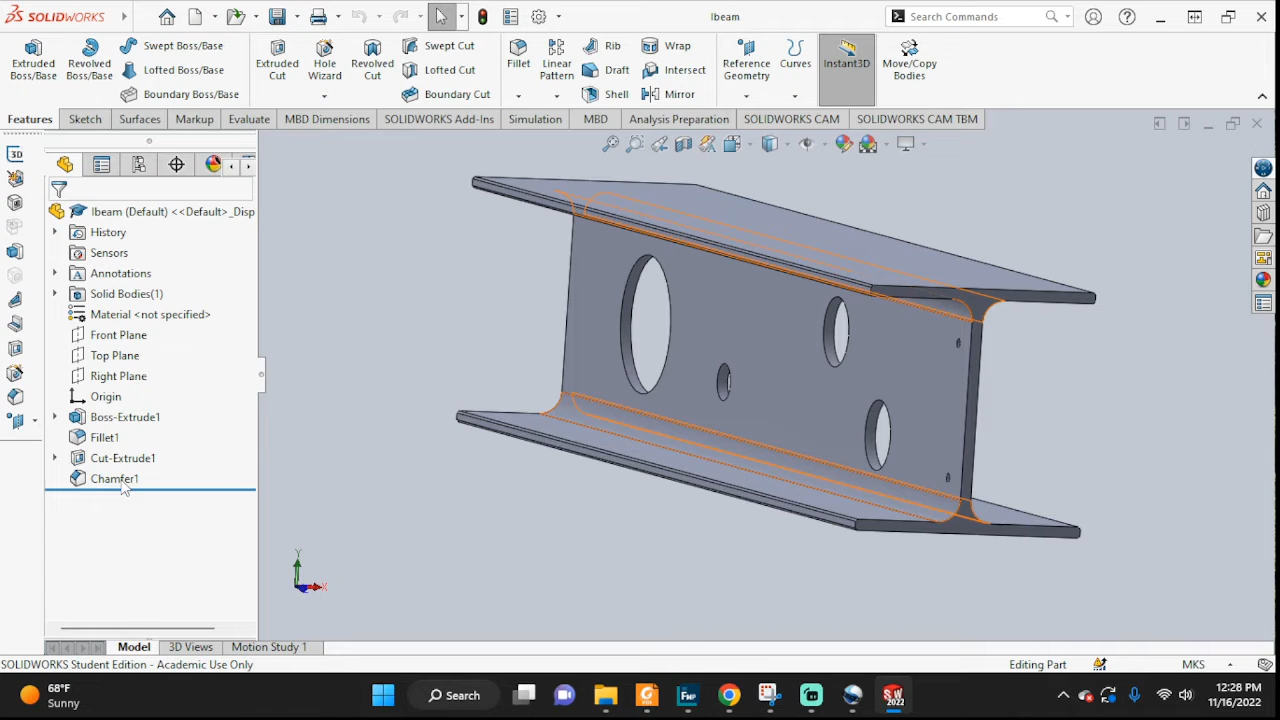 SOLIDWORKS
Ibeam
Search Commands
Extruded Boss/Base
Revolved Boss/Base
Swept Boss/Base
Lofted Boss/Base
Boundary Boss/Base
Extruded Cut
Hole Wizard
Revolved Cut
Swept Cut
Lofted Cut
Boundary Cut
Fillet
Linear Pattern
Rib
Draft
Shell
Wrap
Intersect
Mirror
Reference Geometry
Curves
Instant3D
Move/Copy Bodies
Features
Sketch
Surfaces
Markup
Evaluate
MBD Dimensions
SOLIDWORKS Add-Ins
Simulation
MBD
Analysis Preparation
SOLIDWORKS CAM
SOLIDWORKS CAM TBM
3D
Ibeam (Default) <<Default>_Disp
History
Sensors
A
Annotations
Solid Bodies(1)
Material <not specified>
Front Plane
Top Plane
Right Plane
Origin
Boss-Extrude1
Fillet1
Cut-Extrude1
Chamfer1
Y
X
Model
3D Views
Motion Study 1
SOLIDWORKS Student Edition - Academic Use Only
Editing Part
MKS
68°F
Sunny
Search
FMP
SW
2022
12:26 PM
11/16/2022